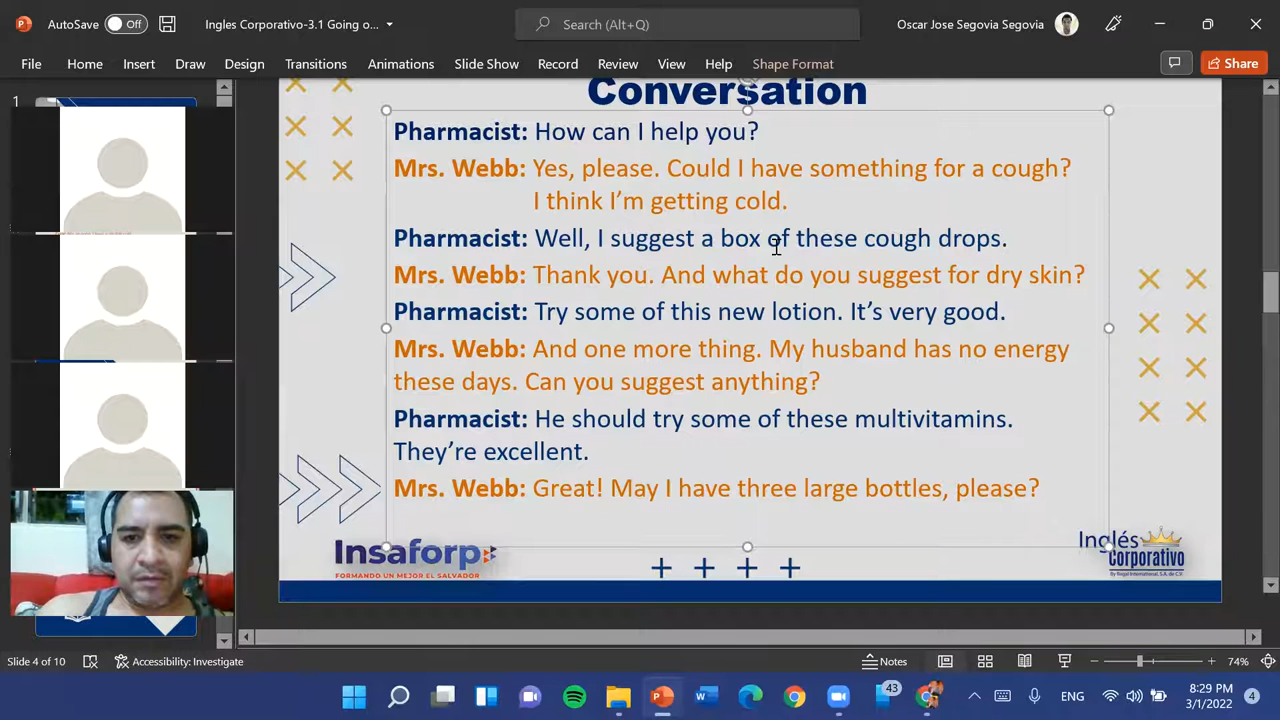 AutoSave Off Ingles Corporativo-3.1 Going o... Search (Alt+Q) Oscar Jose Segovia Segovia
File Home Insert Draw Design Transitions Animations Slide Show Record Review View Help Shape Format Share
1
Conversation
Pharmacist: How can I help you?
Mrs. Webb: Yes, please. Could I have something for a cough?
I think I'm getting cold.
Pharmacist: Well, I suggest a box of these cough drops.
Mrs. Webb: Thank you. And what do you suggest for dry skin?
Pharmacist: Try some of this new lotion. It's very good.
Mrs. Webb: And one more thing. My husband has no energy
these days. Can you suggest anything?
Pharmacist: He should try some of these multivitamins.
They're excellent.
Mrs. Webb: Great! May I have three large bottles, please?
Insaforp
FORMANDO UN MEJOR EL SALVADOR
Inglés
Corporativo
Slide 4 of 10 Accessibility: Investigate Notes 74%
43 ENG 8:29 PM
3/1/2022 4